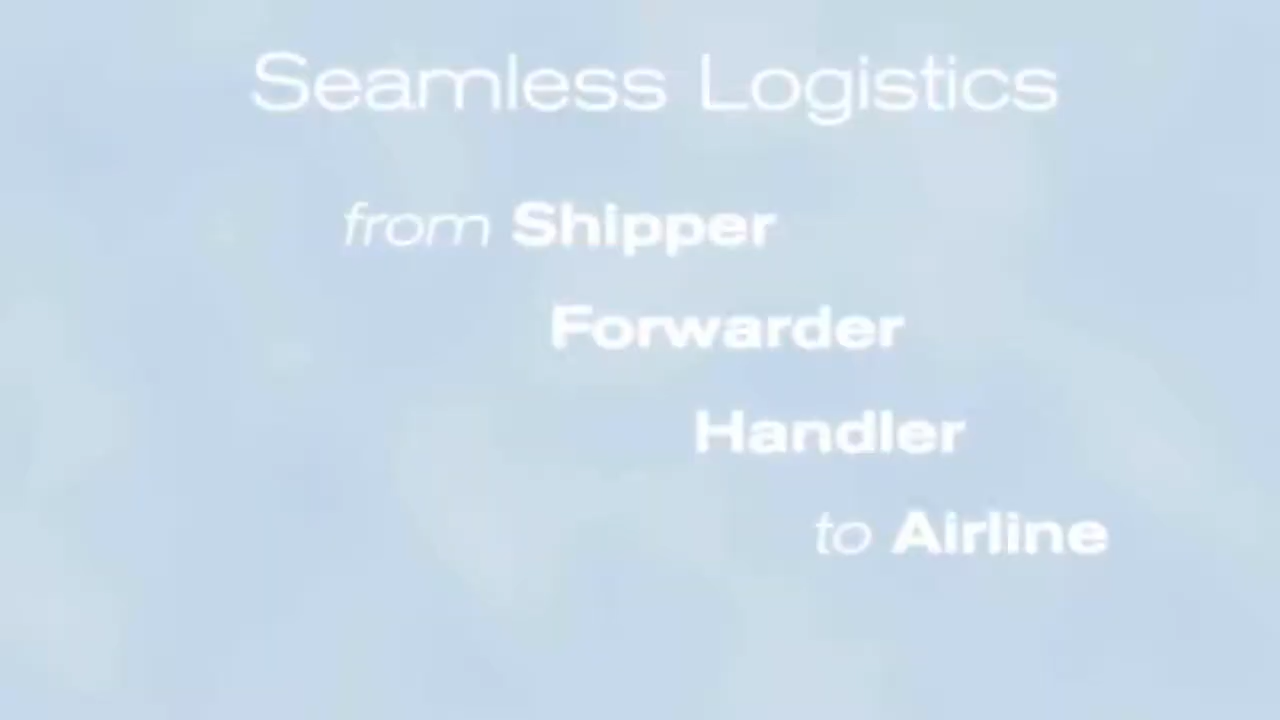 Seamless Logistics
from Shipper
Forwarder
Handler
to Airline